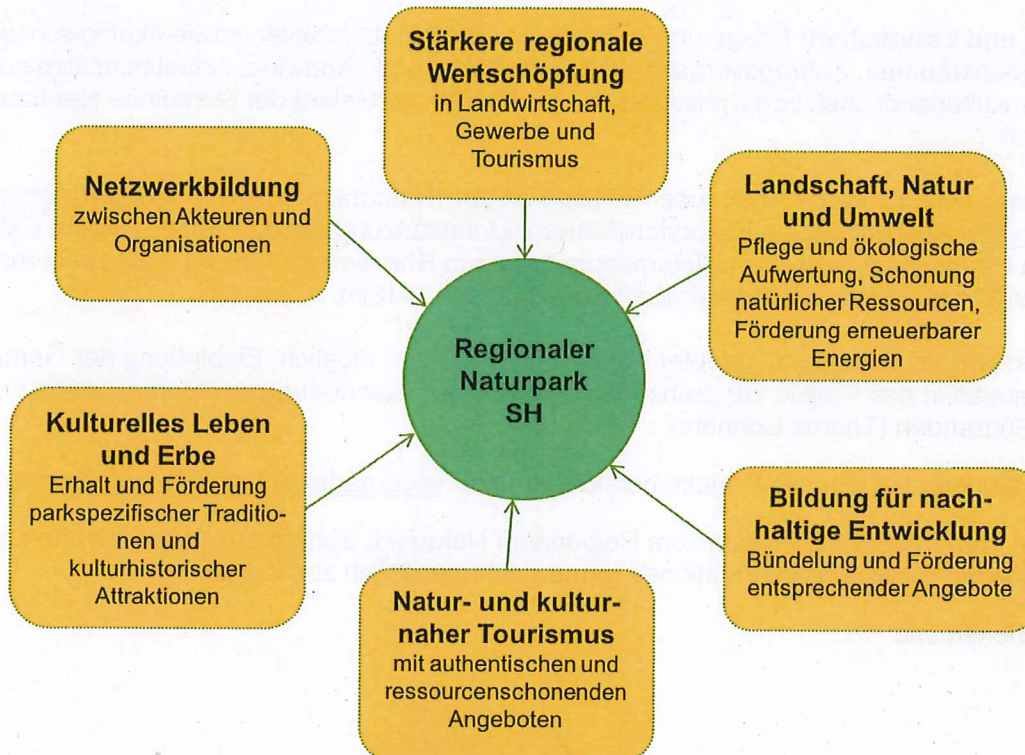 Stärkere regionale
Wertschöpfung
in Landwirtschaft,
Gewerbe und
Tourismus
Netzwerkbildung
zwischen Akteuren und
Organisationen
Landschaft, Natur
und Umwelt
Pflege und ökologische
Aufwertung, Schonung
natürlicher Ressourcen,
Förderung erneuerbarer
Energien
Regionaler
Naturpark
SH
Kulturelles Leben
und Erbe
Erhalt und Förderung
parkspezifischer Traditio-
nen und
kulturhistorischer
Attraktionen
Bildung für nach-
haltige Entwicklung
Bündelung und Förderung
entsprechender Angebote
Natur- und kultur-
naher Tourismus
mit authentischen und
ressourcenschonenden
Angeboten